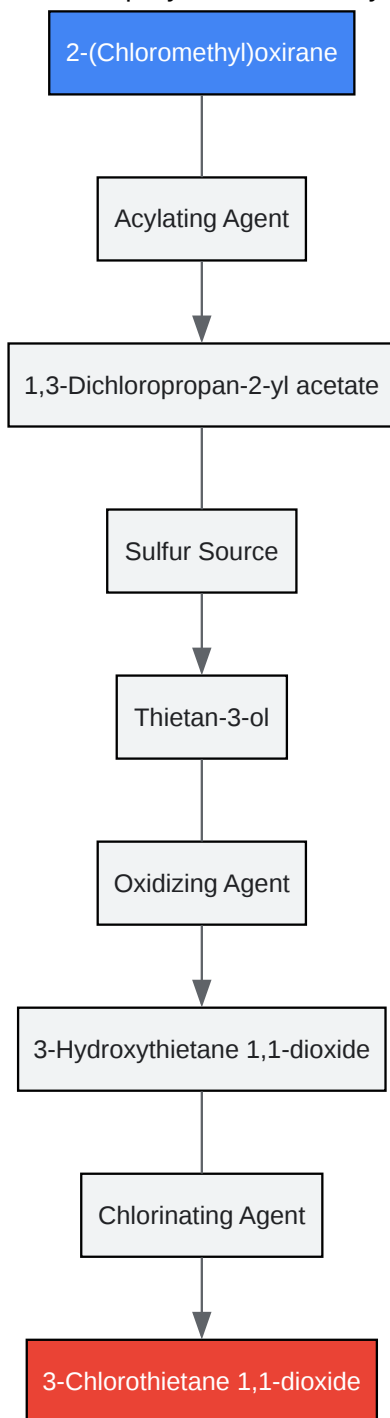 2-(Chloromethyl)oxirane
Acylating Agent
1,3-Dichloropropan-2-yl acetate
Sulfur Source
Thietan-3-ol
Oxidizing Agent
3-Hydroxythietane 1,1-dioxide
Chlorinating Agent
3-Chlorothietane 1,1-dioxide